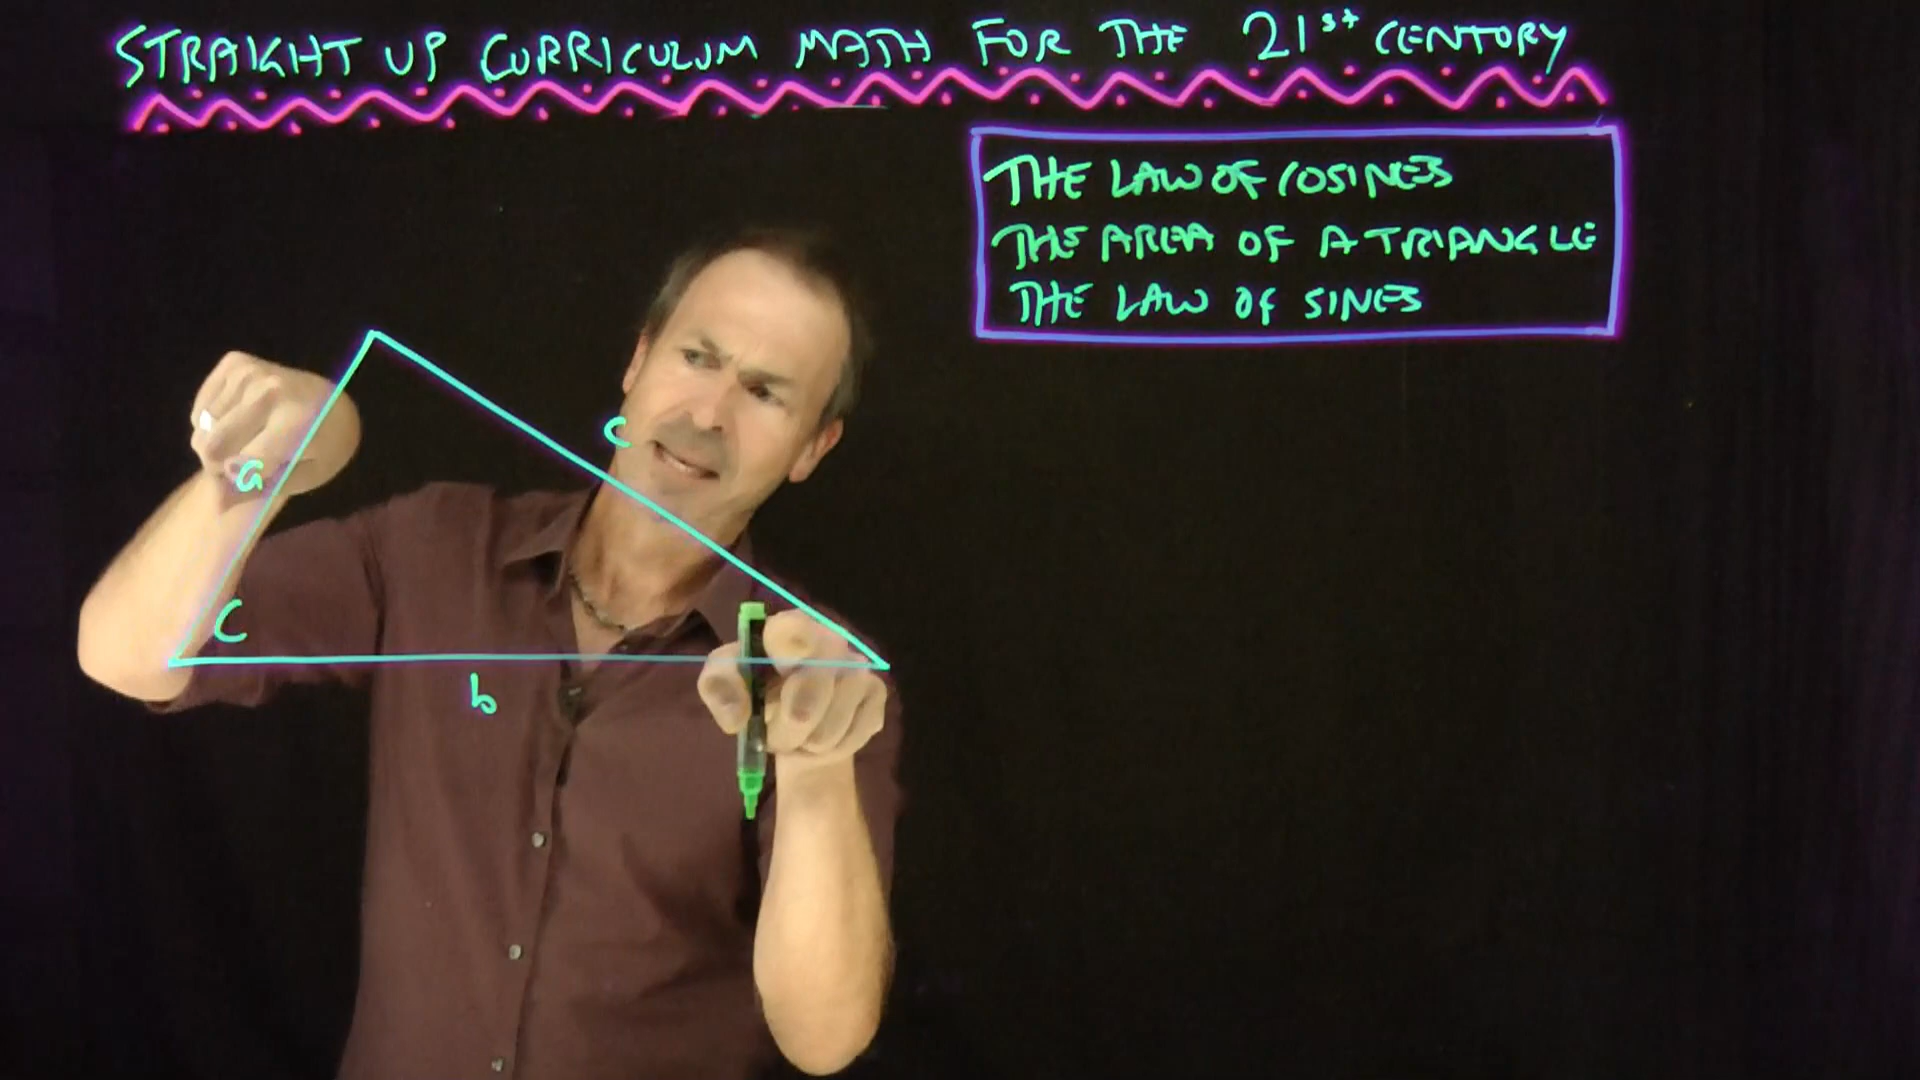 STRAIGHT UP CURRICULUM MATH FOR THE 21st CENTURY
THE LAW OF COSINES
THE AREA OF A TRIANGLE
THE LAW OF SINES
c
a
C
b